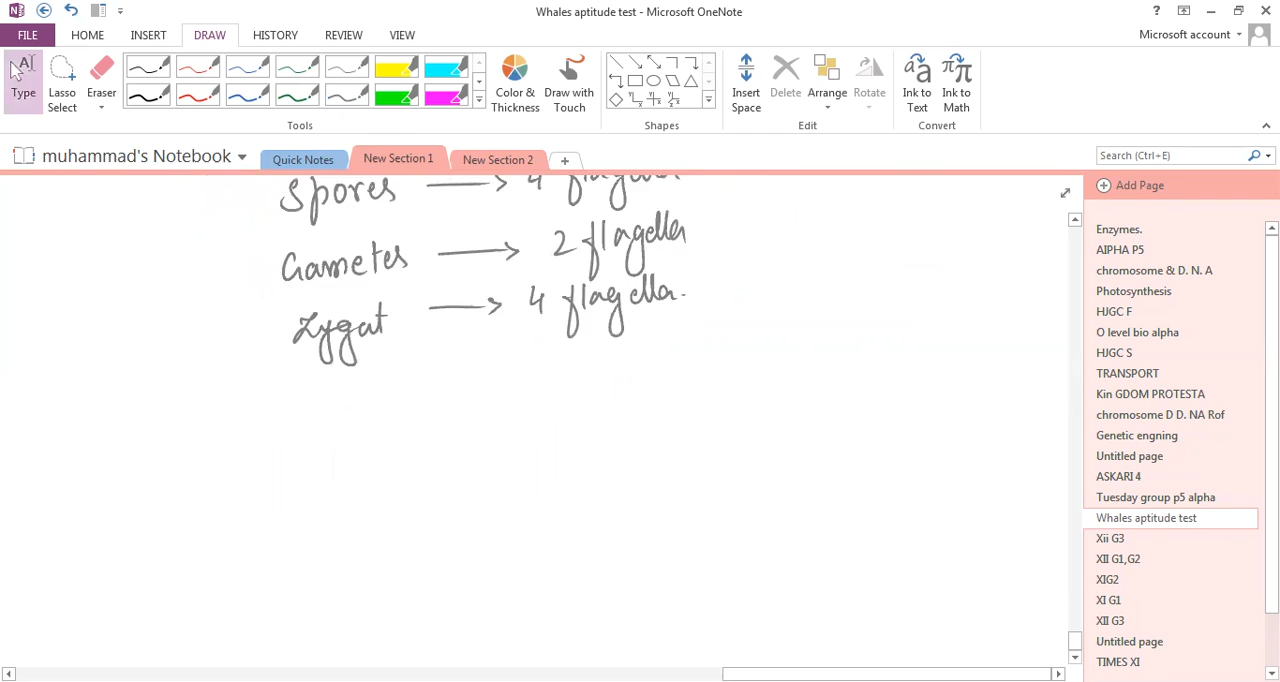 Whales aptitude test - Microsoft OneNote
FILE HOME INSERT DRAW HISTORY REVIEW VIEW
Microsoft account
Type
Lasso Select
Eraser
Color & Thickness
Draw with Touch
Insert Space
Delete
Arrange
Rotate
Ink to Text
Ink to Math
Tools
Shapes
Edit
Convert
muhammad's Notebook
Quick Notes
New Section 1
New Section 2
Search (Ctrl+E)
Spores → 4 flagella
Gametes → 2 flagella
Zygat → 4 flagella.
Add Page
Enzymes.
AlPHA P5
chromosome & D. N. A
Photosynthesis
HJGC F
O level bio alpha
HJGC S
TRANSPORT
Kin GDOM PROTESTA
chromosome D D. NA Rof
Genetic engning
Untitled page
ASKARI 4
Tuesday group p5 alpha
Whales aptitude test
Xii G3
XII G1,G2
XIG2
XI G1
XII G3
Untitled page
TIMES XI